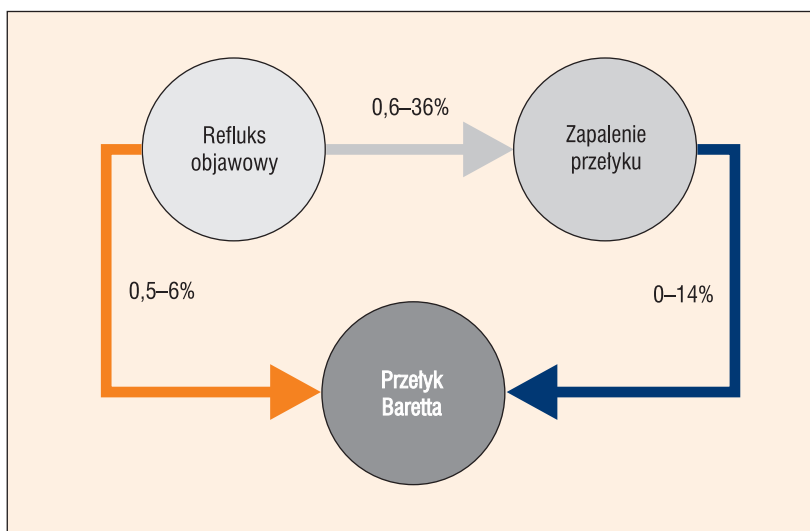 0,6–36%
Refluks
objawowy
Zapalenie
przełyku
0,5–6%
0–14%
Przełyk
Baretta